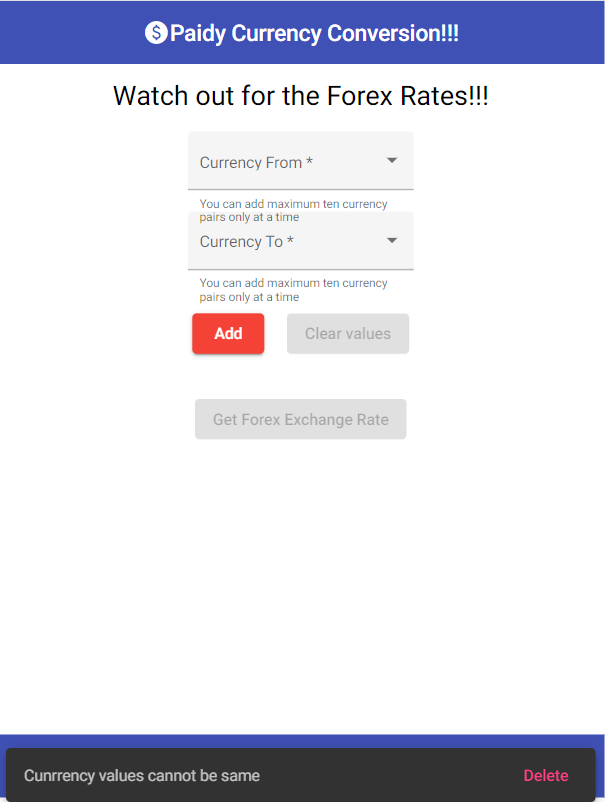 Paidy Currency Conversion!!!
Watch out for the Forex Rates!!!
Currency From *
You can add maximum ten currency
pairs only at a time
Currency To *
You can add maximum ten currency
pairs only at a time
Add
Clear values
Get Forex Exchange Rate
Cunrrency values cannot be same
Delete